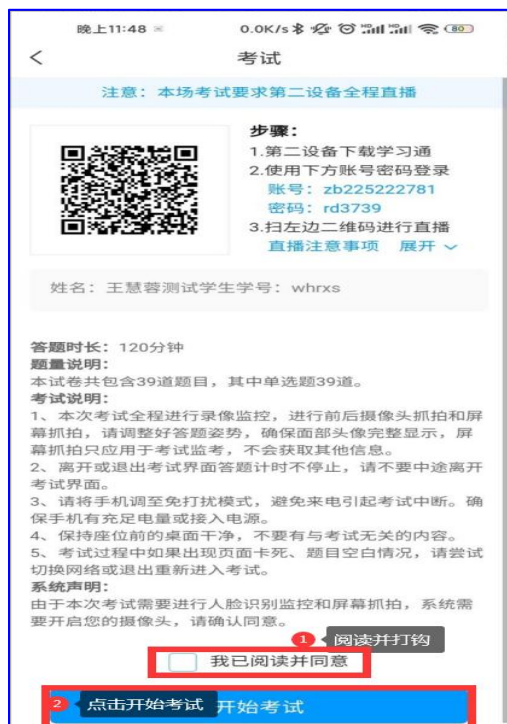 晚上11:48
0.0K/s
80
考试
注意：本场考试要求第二设备全程直播
步骤：
1.第二设备下载学习通
2.使用下方账号密码登录
账号：zb225222781
密码：rd3739
3.扫左边二维码进行直播
直播注意事项 展开
姓名：王慧蓉测试学生学号：whrxs
答题时长：120分钟
题量说明：
本试卷共包含39道题目，其中单选题39道。
考试说明：
1、本次考试全程进行录像监控，进行前后摄像头抓拍和屏
幕抓拍，请调整好答题姿势，确保面部头像完整显示，屏
幕抓拍只应用于考试监考，不会获取其他信息。
2、离开或退出考试界面答题计时不停止，请不要中途离开
考试界面。
3、请将手机调至免打扰模式，避免来电引起考试中断。确
保手机有充足电量或接入电源。
4、保持座位前的桌面干净，不要有与考试无关的内容。
5、考试过程中如果出现页面卡死、题目空白情况，请尝试
切换网络或退出重新进入考试。
系统声明：
由于本次考试需要进行人脸识别监控和屏幕抓拍，系统需
要开启您的摄像头，请确认同意。
1 阅读并打钩
我已阅读并同意
2 点击开始考试 开始考试